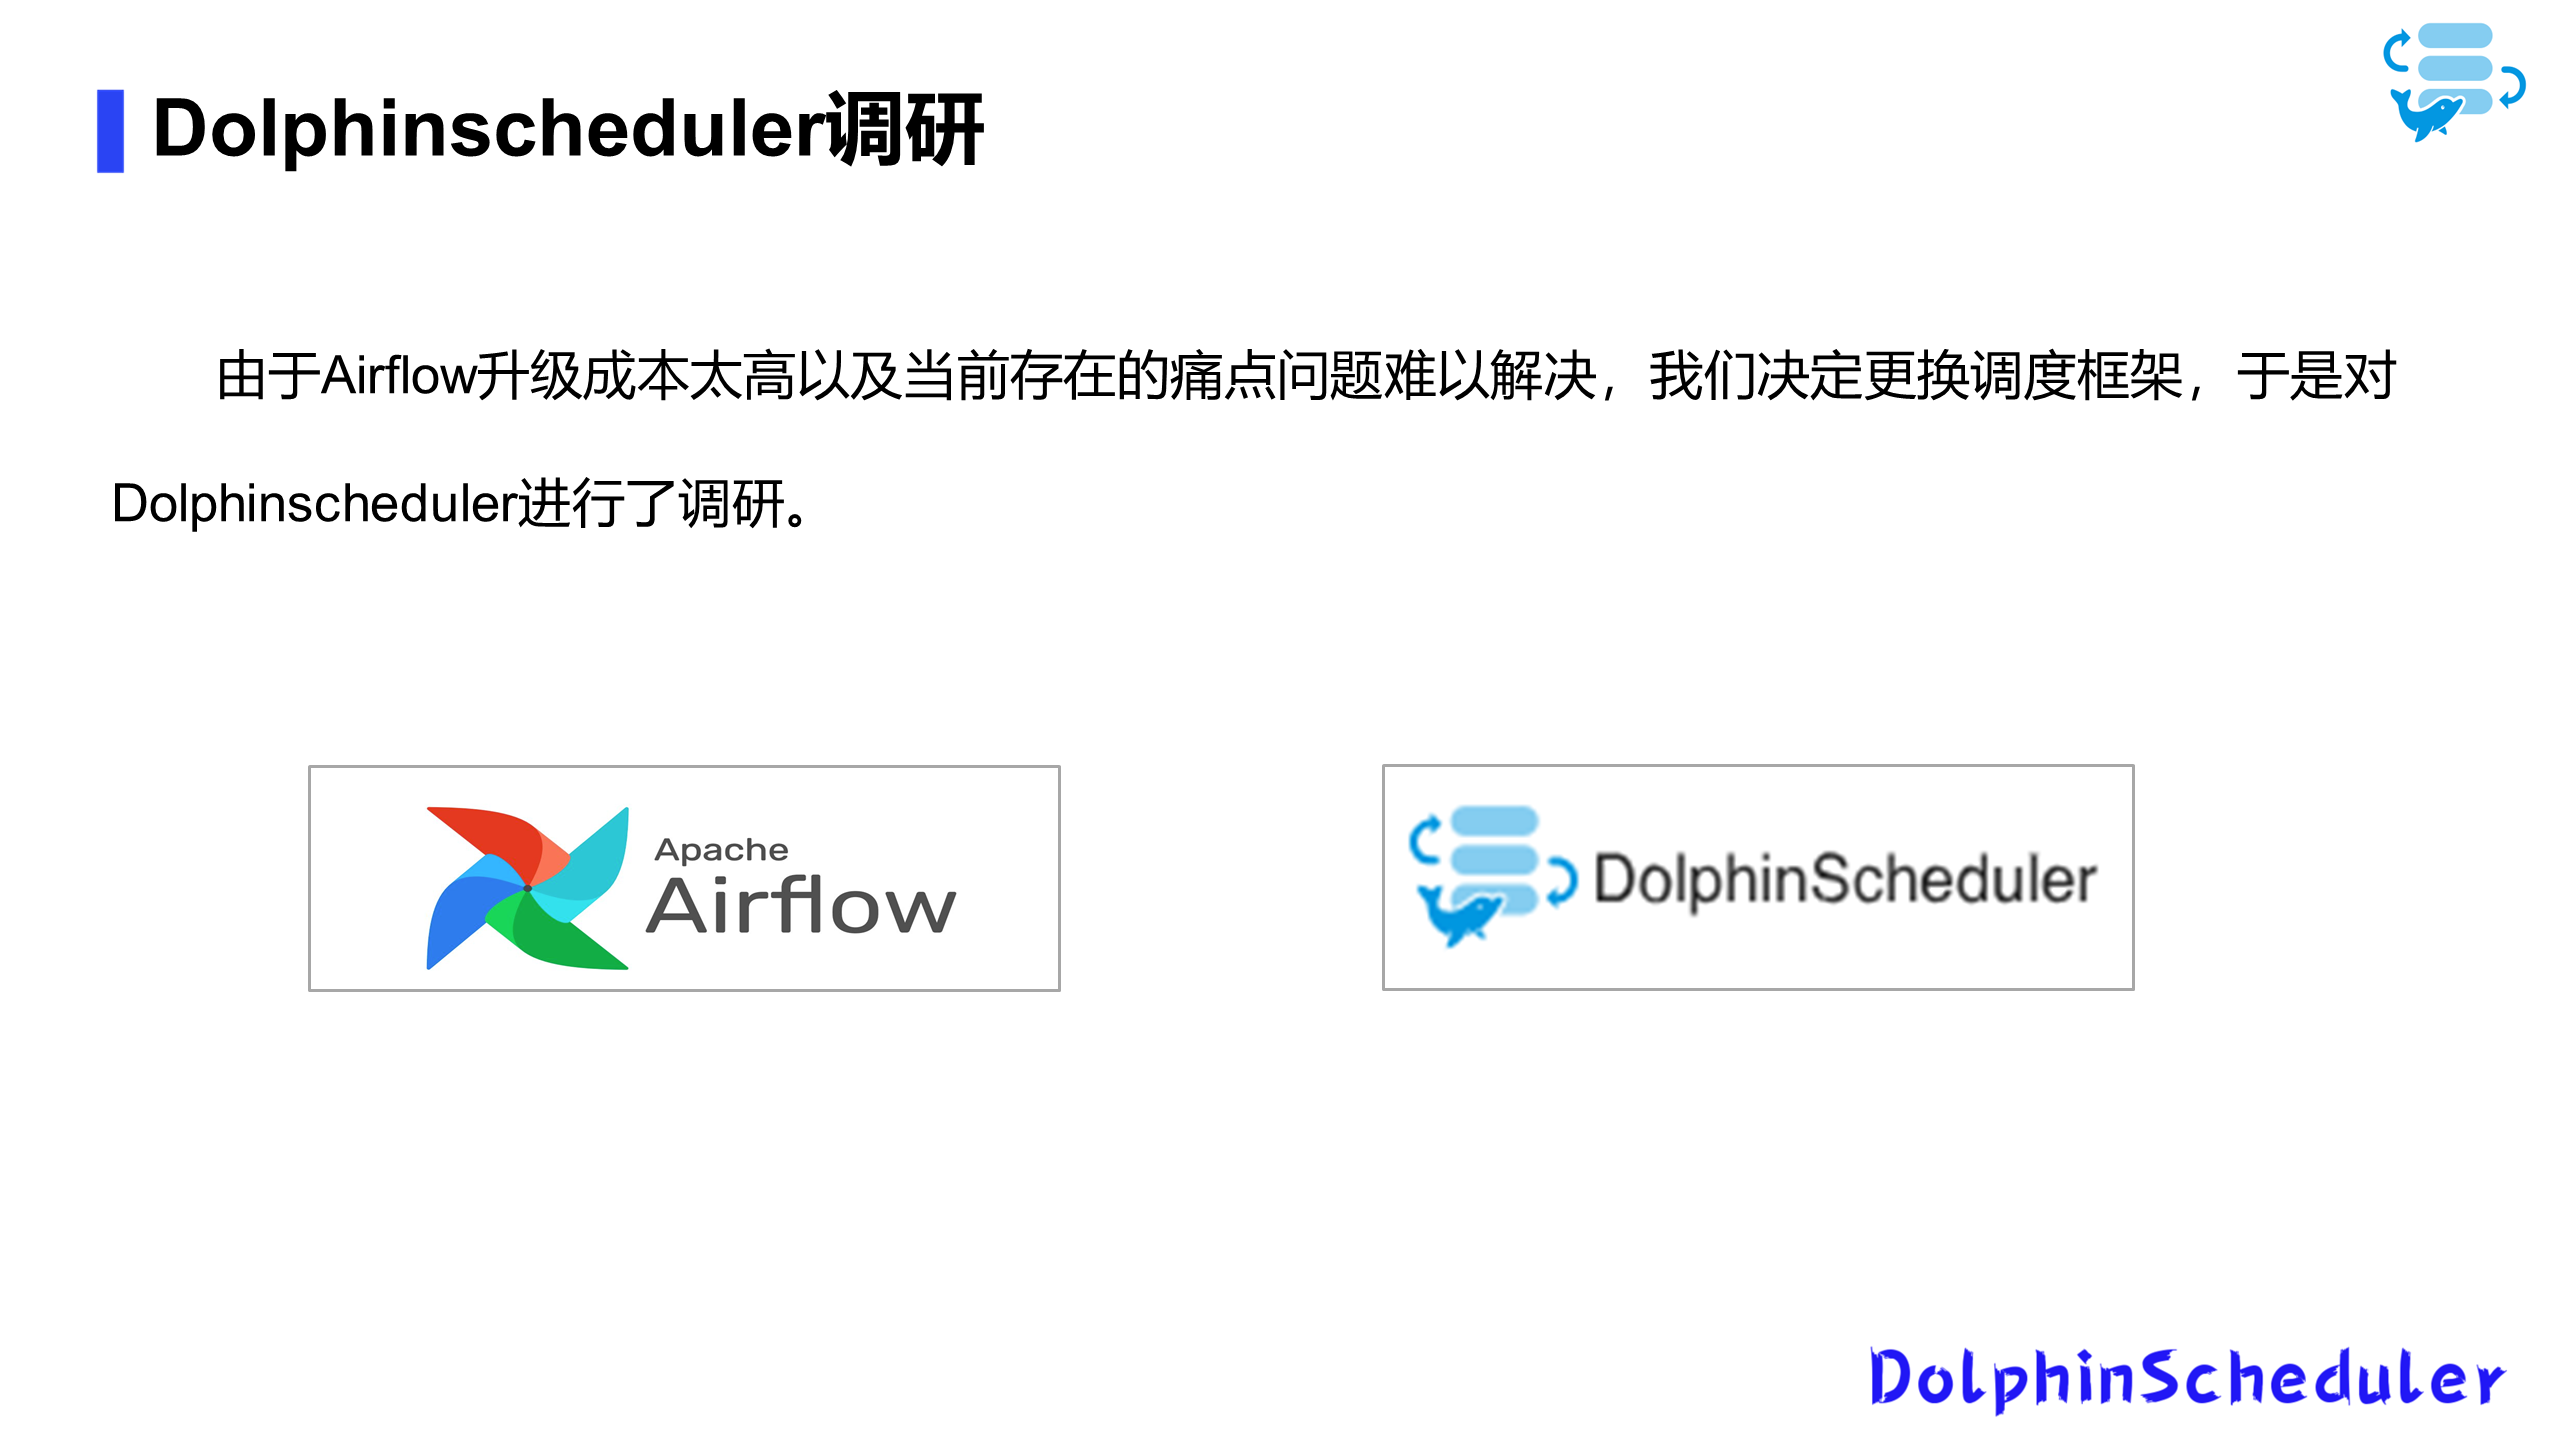 Dolphinscheduler调研
由于Airflow升级成本太高以及当前存在的痛点问题难以解决，我们决定更换调度框架，于是对
Dolphinscheduler进行了调研。
Apache
Airflow
DolphinScheduler
DolphinScheduler